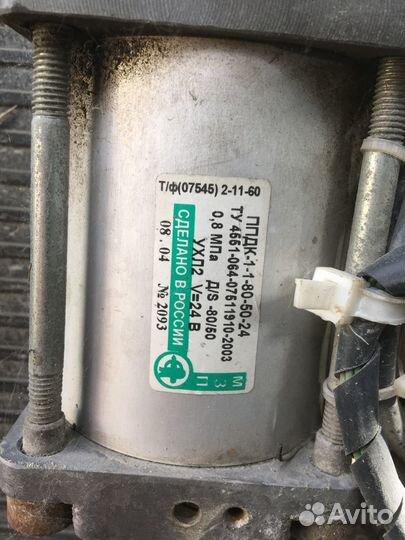 Т/ф(07545) 2-11-60
ППДК-1-1-80-50-24
ТУ 4551-064-07511910-2003
0,8 МПа Д/S -80/50
УХЛ2 V=24 В
СДЕЛАНО В РОССИИ
08.04 № 2093
П З М
Avito